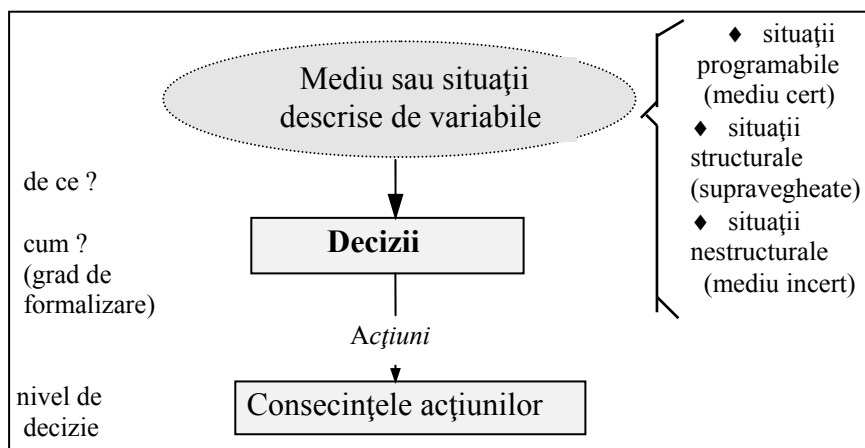 Mediu sau situaţii
descrise de variabile
♦ situaţii
programabile
(mediu cert)
♦ situaţii
structurale
(supravegheate)
♦ situaţii
nestructurale
(mediu incert)
de ce ?
cum ?
(grad de
formalizare)
Decizii
Acţiuni
nivel de
decizie
Consecinţele acţiunilor